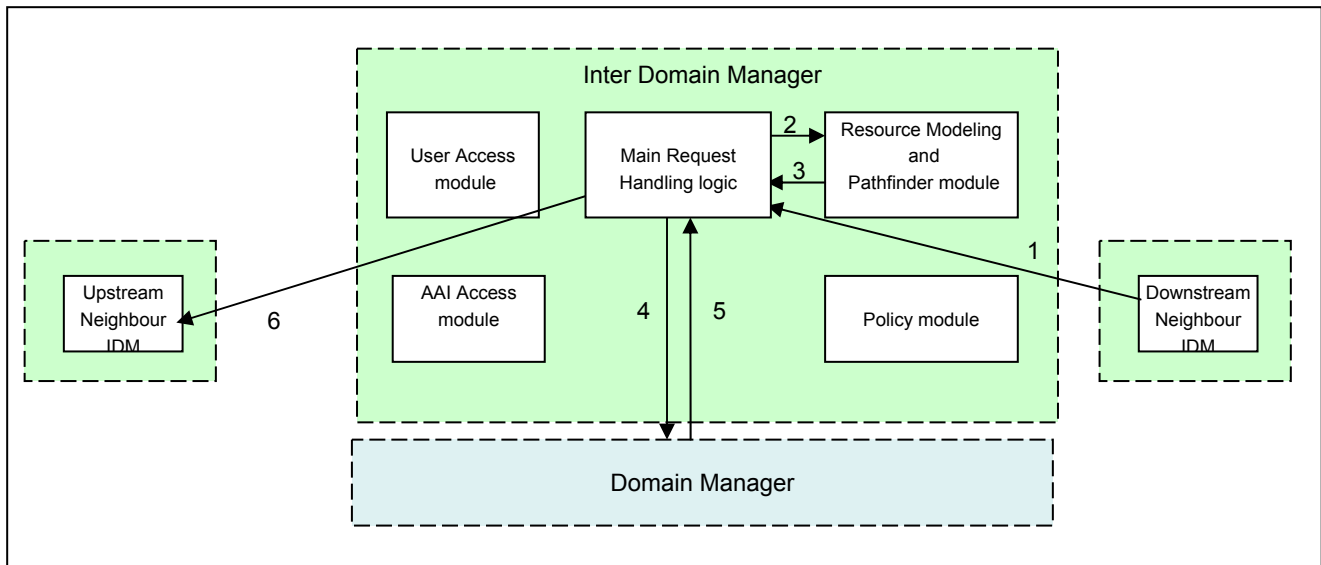 Inter Domain Manager
User Access
module
Main Request
Handling logic
2
3
Resource Modeling
and
Pathfinder module
1
Upstream
Neighbour
IDM
6
AAI Access
module
4
5
Policy module
Downstream
Neighbour
IDM
Domain Manager